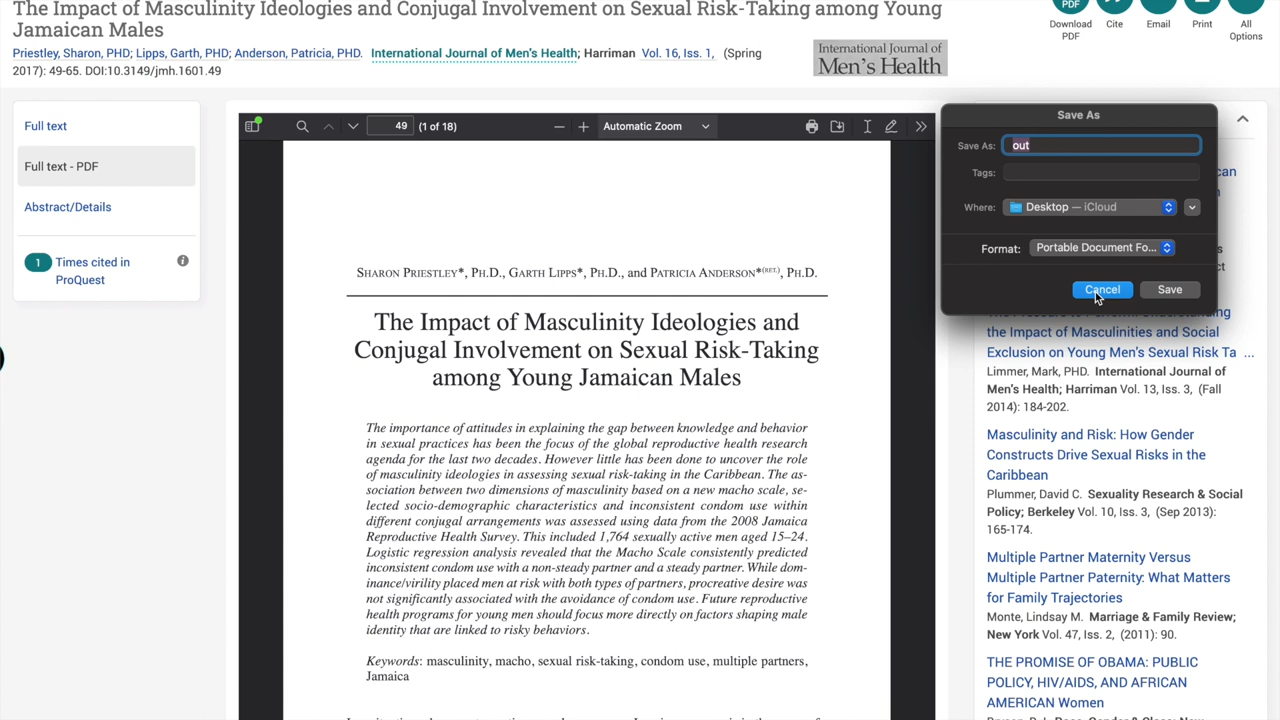 The Impact of Masculinity Ideologies and Conjugal Involvement on Sexual Risk-Taking among Young
Jamaican Males
Priestley, Sharon, PHD; Lipps, Garth, PHD; Anderson, Patricia, PHD. International Journal of Men's Health; Harriman Vol. 16, Iss. 1, (Spring
2017): 49-65. DOI:10.3149/jmh.1601.49
International Journal of
Men's Health
PDF
Download
PDF
Cite
Email
Print
All
Options
Full text
Full text - PDF
Abstract/Details
1 Times cited in
ProQuest
49 (1 of 18)
Automatic Zoom
SHARON PRIESTLEY*, PH.D., GARTH LIPPS*, PH.D., and PATRICIA ANDERSON*(RET.), PH.D.
The Impact of Masculinity Ideologies and
Conjugal Involvement on Sexual Risk-Taking
among Young Jamaican Males
The importance of attitudes in explaining the gap between knowledge and behavior
in sexual practices has been the focus of the global reproductive health research
agenda for the last two decades. However little has been done to uncover the role
of masculinity ideologies in assessing sexual risk-taking in the Caribbean. The as-
sociation between two dimensions of masculinity based on a new macho scale, se-
lected socio-demographic characteristics and inconsistent condom use within
different conjugal arrangements was assessed using data from the 2008 Jamaica
Reproductive Health Survey. This included 1,764 sexually active men aged 15–24.
Logistic regression analysis revealed that the Macho Scale consistently predicted
inconsistent condom use with a non-steady partner and a steady partner. While dom-
inance/virility placed men at risk with both types of partners, procreative desire was
not significantly associated with the avoidance of condom use. Future reproductive
health programs for young men should focus more directly on factors shaping male
identity that are linked to risky behaviors.
Keywords: masculinity, macho, sexual risk-taking, condom use, multiple partners,
Jamaica
Save As
Save As: out
Tags:
Where: Desktop — iCloud
Format: Portable Document Fo...
Cancel
Save
the Impact of Masculinities and Social
Exclusion on Young Men's Sexual Risk Ta ...
Limmer, Mark, PHD. International Journal of
Men's Health; Harriman Vol. 13, Iss. 3, (Fall
2014): 184-202.
Masculinity and Risk: How Gender
Constructs Drive Sexual Risks in the
Caribbean
Plummer, David C. Sexuality Research & Social
Policy; Berkeley Vol. 10, Iss. 3, (Sep 2013):
165-174.
Multiple Partner Maternity Versus
Multiple Partner Paternity: What Matters
for Family Trajectories
Monte, Lindsay M. Marriage & Family Review;
New York Vol. 47, Iss. 2, (2011): 90.
THE PROMISE OF OBAMA: PUBLIC
POLICY, HIV/AIDS, AND AFRICAN
AMERICAN Women